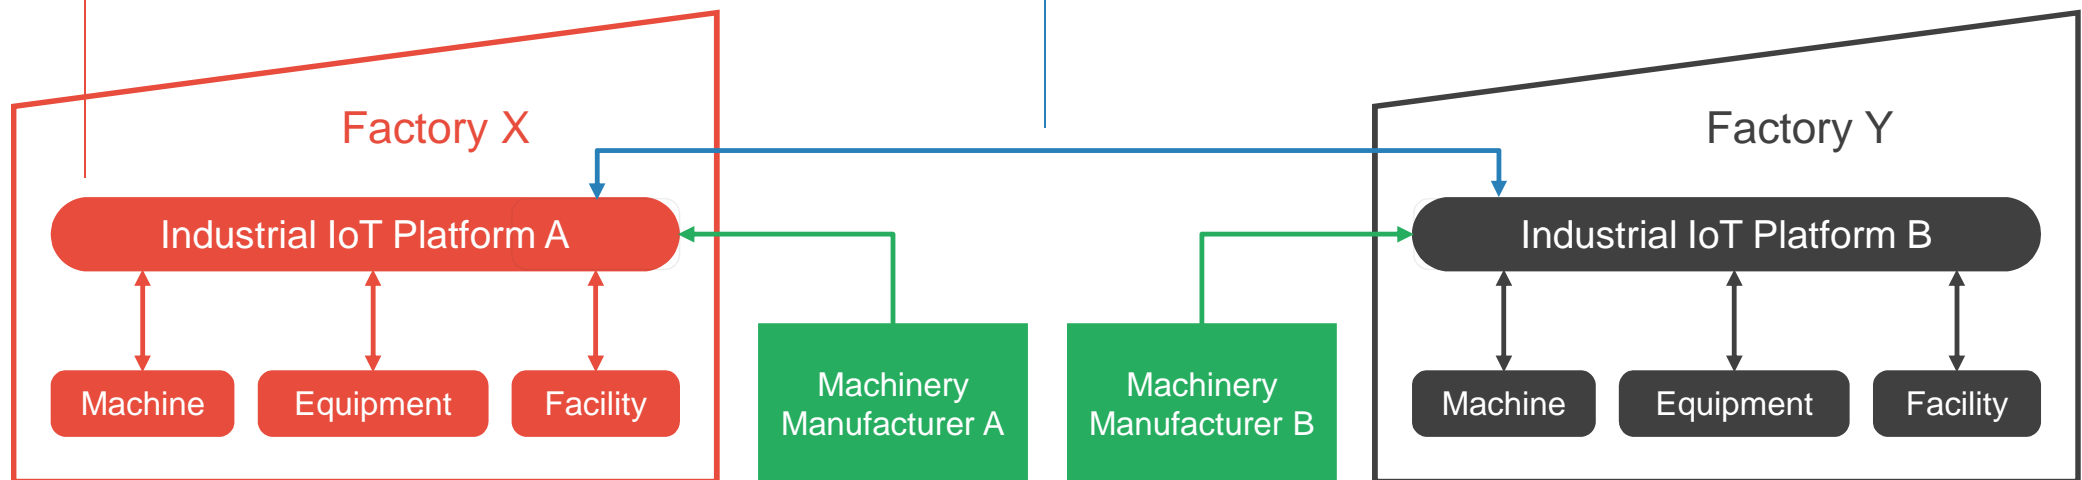 Factory X
Factory Y
Industrial IoT Platform A
Industrial IoT Platform B
Machine
Equipment
Facility
Machinery
Manufacturer A
Machinery
Manufacturer B
Machine
Equipment
Facility